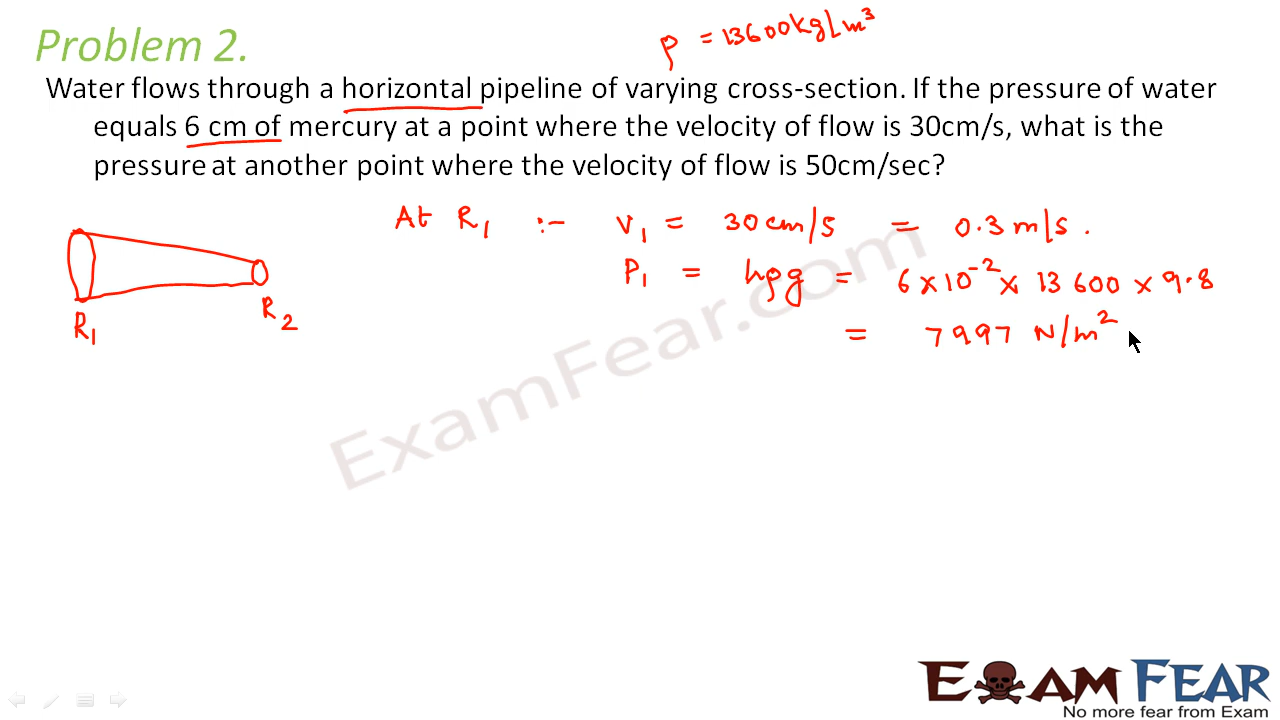 Problem 2.
ρ = 13600kg/m³
Water flows through a horizontal pipeline of varying cross-section. If the pressure of water
equals 6 cm of mercury at a point where the velocity of flow is 30cm/s, what is the
pressure at another point where the velocity of flow is 50cm/sec?
At R₁ :- V₁ = 30cm/s = 0.3 m/s.
P₁ = hρg = 6×10⁻² × 13600 × 9.8
= 7997 N/m²
R₁
R₂
ExamFear.com
EXAM FEAR
No more fear from Exam